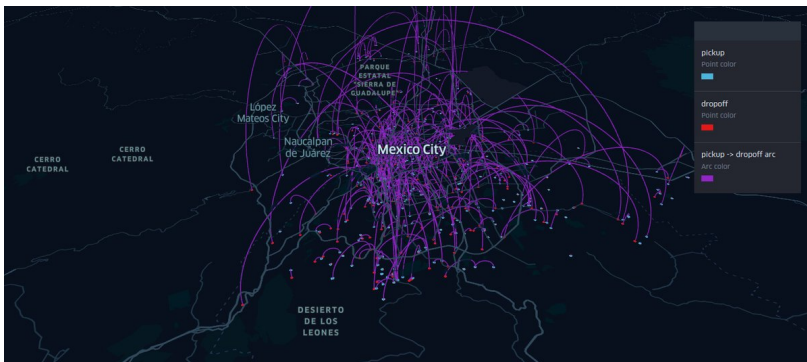 PARQUE
ESTATAL
"SIERRA DE
GUADALUPE"
López
Mateos City
Naucalpan
de Juárez
Mexico City
CERRO
CATEDRAL
CERRO
CATEDRAL
DESIERTO
DE LOS
LEONES
pickup
Point color
dropoff
Point color
pickup -> dropoff arc
Arc color